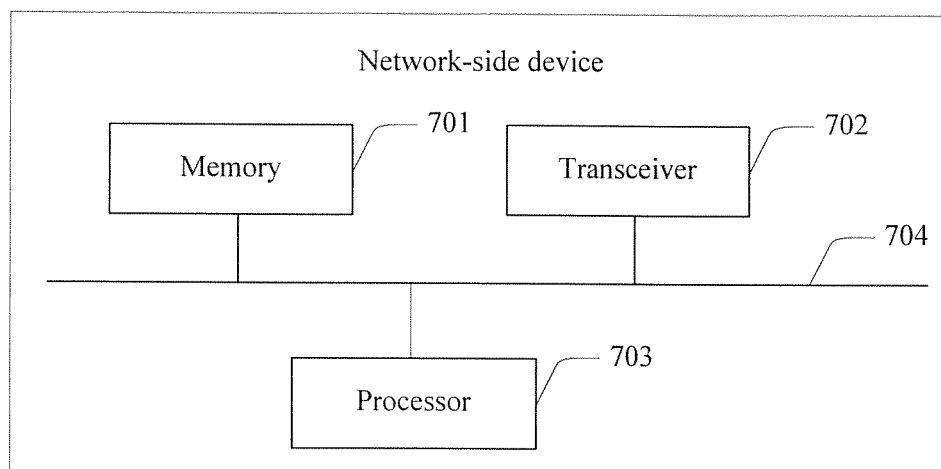 Network-side device
701
702
Memory
Transceiver
704
703
Processor